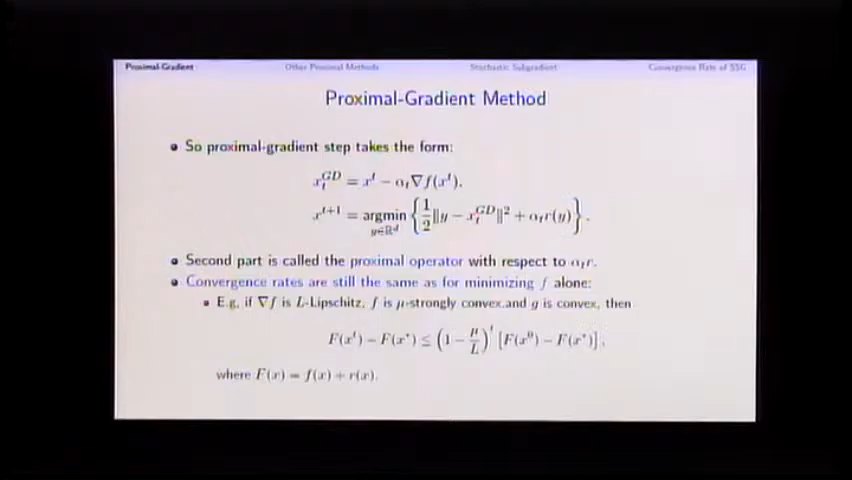 Proximal-Gradient Other Proximal Methods Stochastic Subgradient Convergence Rate of SSG
Proximal-Gradient Method
• So proximal-gradient step takes the form:
x_t^{GD} = x^t − α_t∇f(x^t),
x^{t+1} = argmin_{y∈ℝ^d} { 1/2 ‖y − x_t^{GD}‖² + α_t r(y) } .
• Second part is called the proximal operator with respect to α_t r.
• Convergence rates are still the same as for minimizing f alone:
• E.g, if ∇f is L-Lipschitz, f is μ-strongly convex.and g is convex, then
F(x^t) − F(x^*) ≤ (1 − μ/L)^t [F(x^0) − F(x^*)] ,
where F(x) = f(x) + r(x).